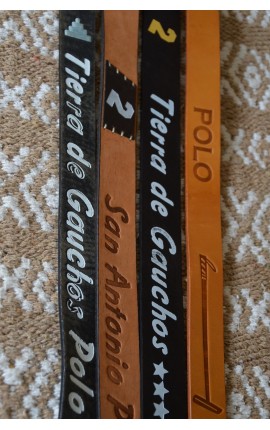 Tierra de Gauchos Polo
2
San Antonio P
2
Tierra de Gauchos
POLO